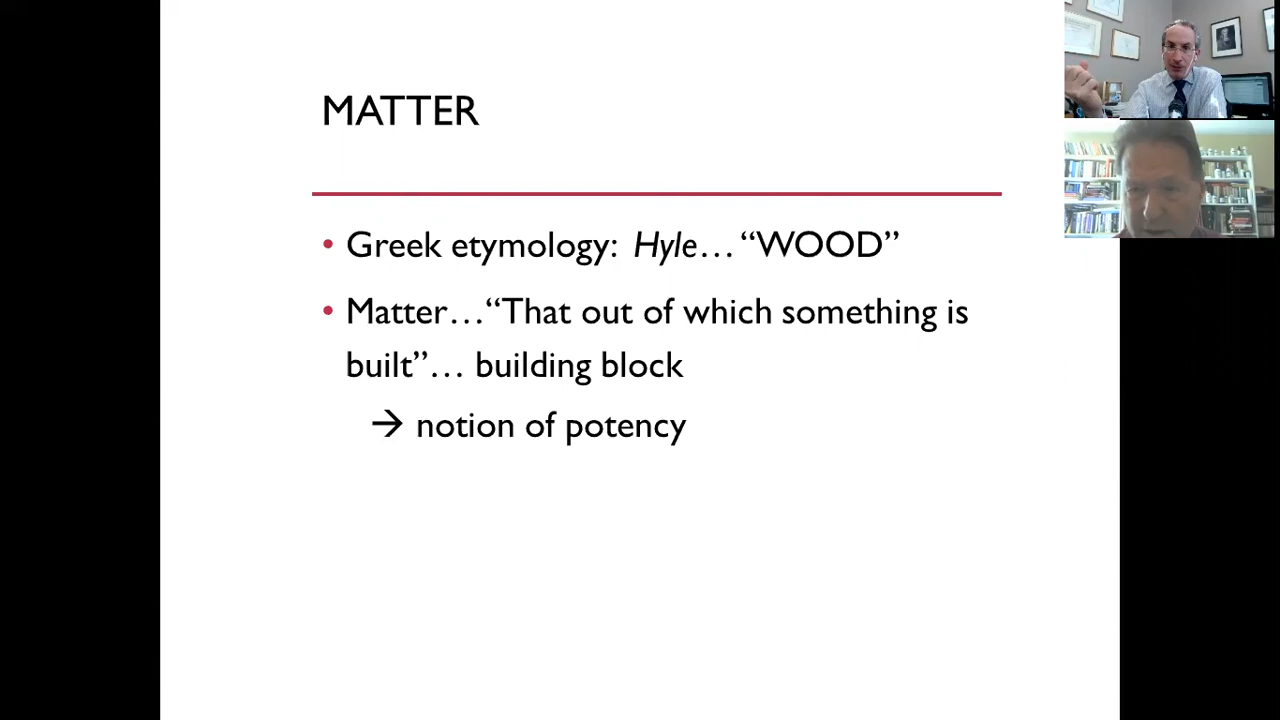 MATTER
• Greek etymology: Hyle… “WOOD”
• Matter…“That out of which something is
built”… building block
→ notion of potency